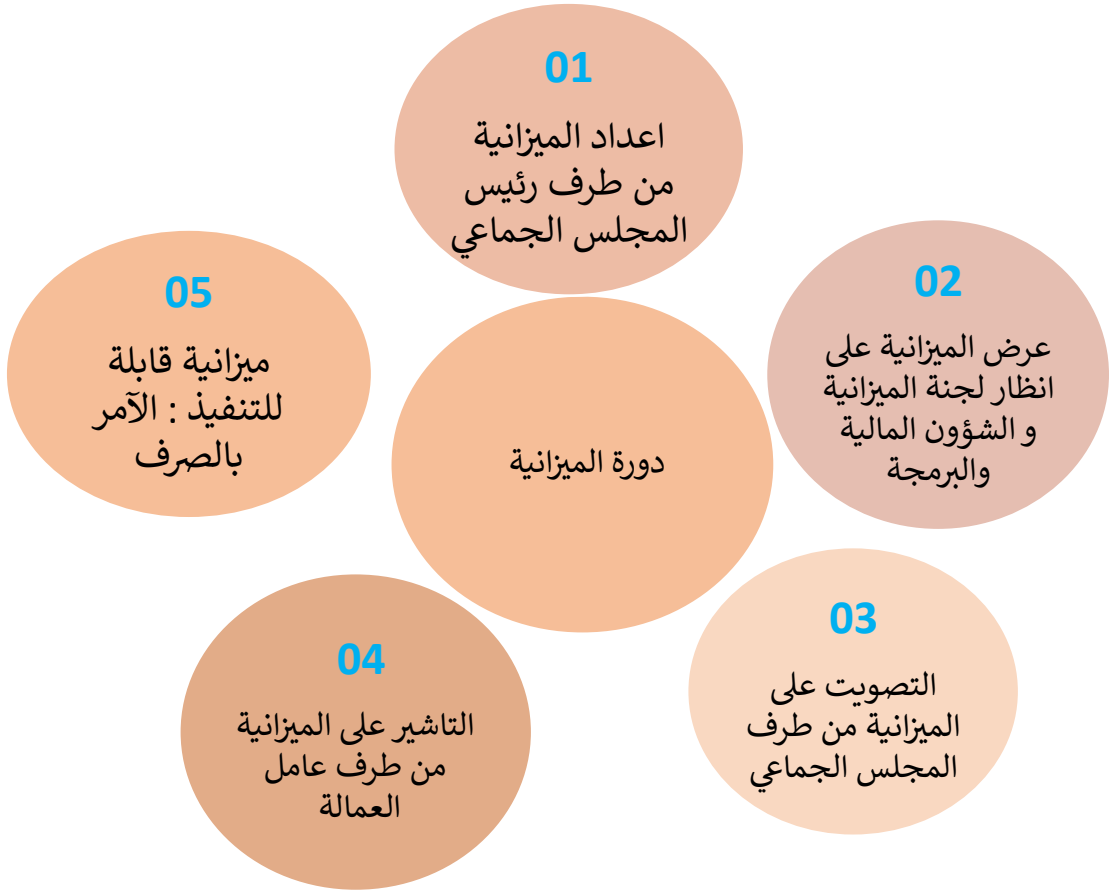 01
اعداد الميزانية
من طرف رئيس
المجلس الجماعي
02
عرض الميزانية على
انظار لجنة الميزانية
و الشؤون المالية
والبرمجة
03
التصويت على
الميزانية من طرف
المجلس الجماعي
04
التاشير على الميزانية
من طرف عامل
العمالة
05
ميزانية قابلة
للتنفيذ : الآمر
بالصرف
دورة الميزانية